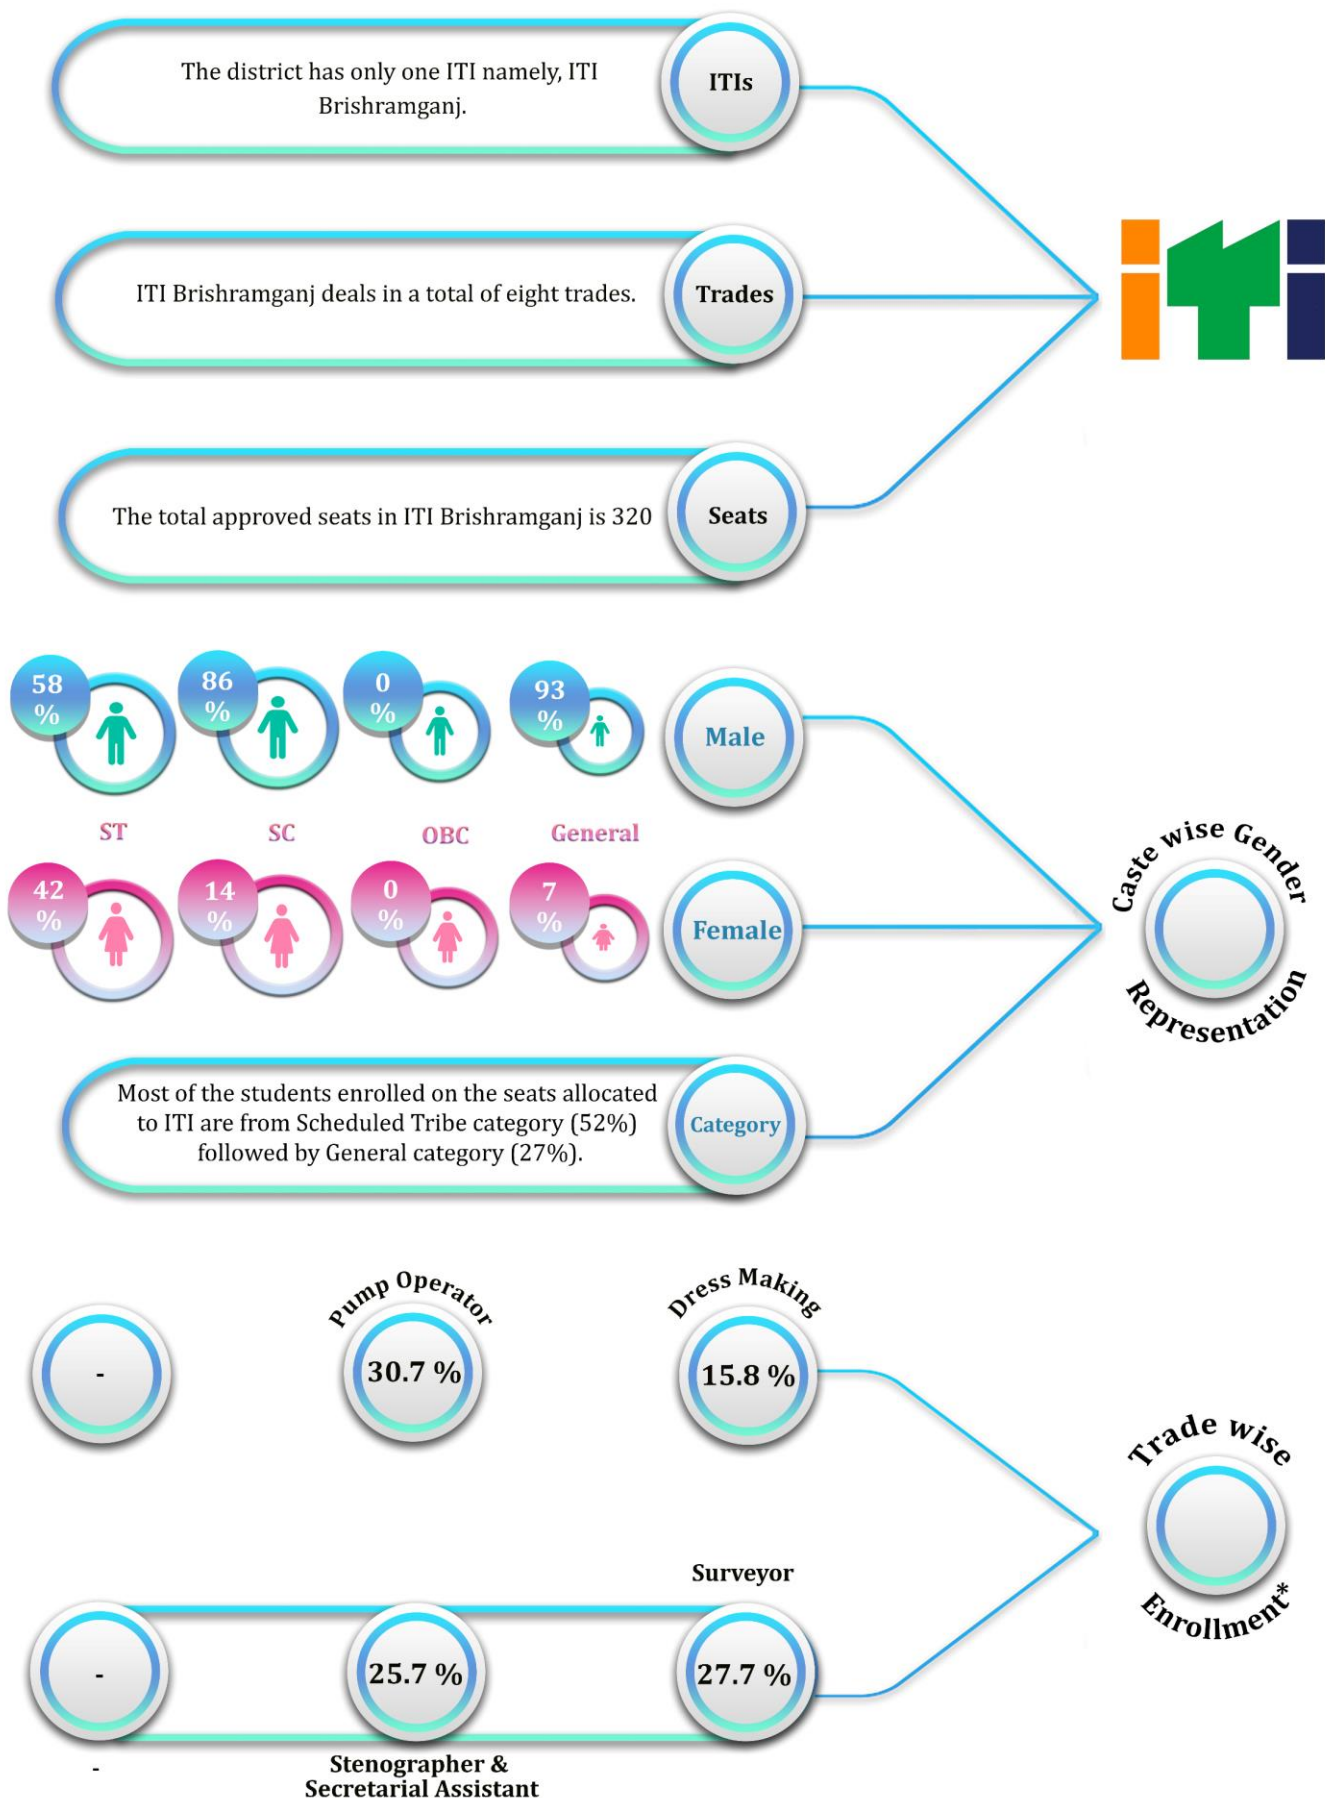 The district has only one ITI namely, ITI
Brishramganj.
ITIs
ITI Brishramganj deals in a total of eight trades.
Trades
iTi
The total approved seats in ITI Brishramganj is 320
Seats
58
%
86
%
0
%
93
%
Male
ST
SC
OBC
General
42
%
14
%
0
%
7
%
Female
Caste wise Gender
Representation
Most of the students enrolled on the seats allocated
to ITI are from Scheduled Tribe category (52%)
followed by General category (27%).
Category
Pump Operator
Dress Making
-
30.7 %
15.8 %
Trade wise
Enrollment*
Surveyor
-
25.7 %
27.7 %
-
Stenographer &
Secretarial Assistant